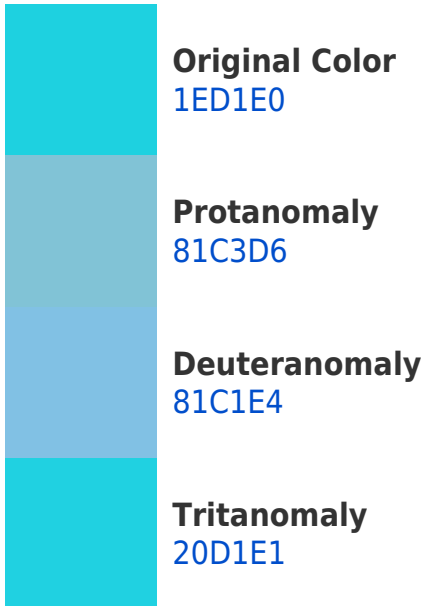 Original Color
1ED1E0
Protanomaly
81C3D6
Deuteranomaly
81C1E4
Tritanomaly
20D1E1